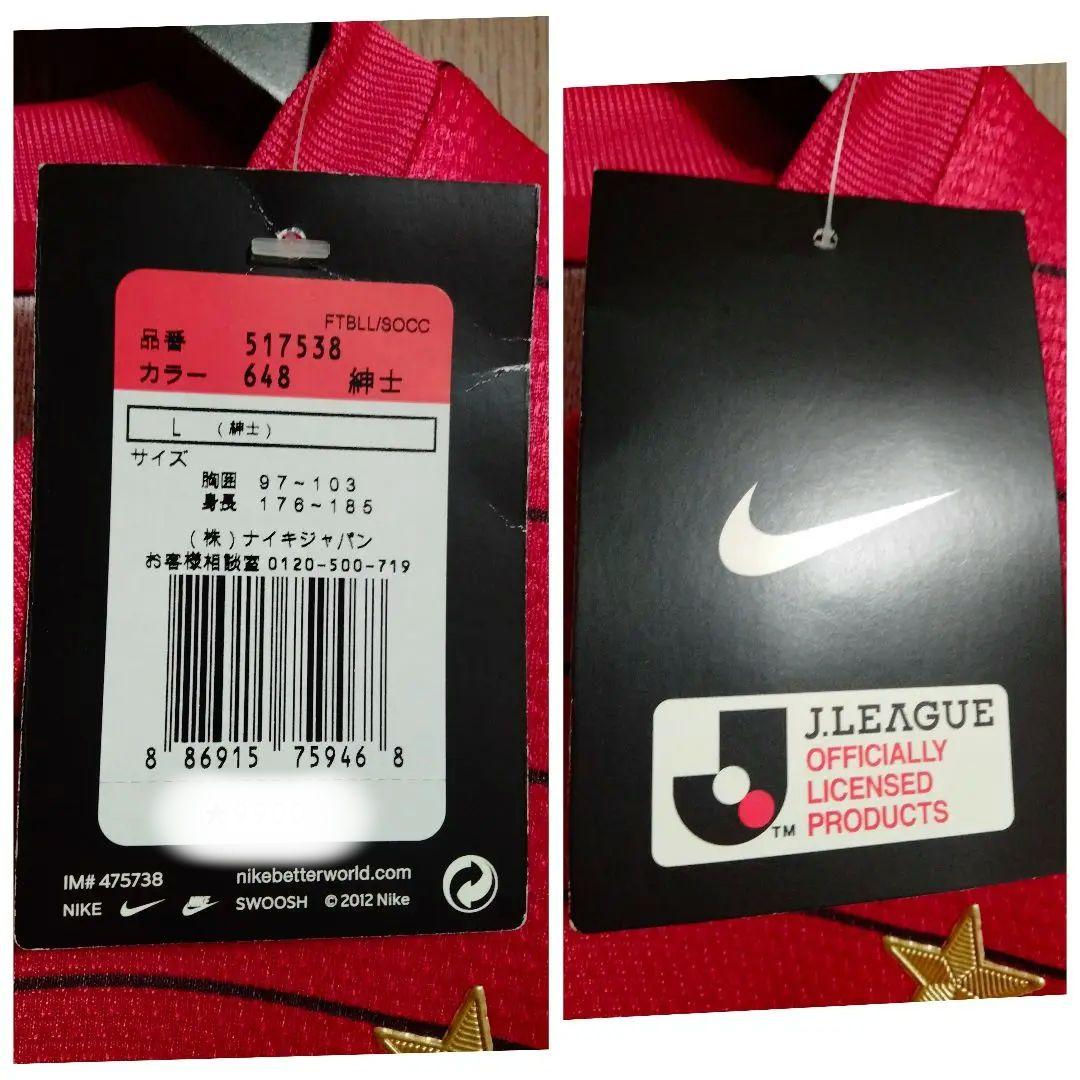 FTBLL/SOCC
品番 517538
カラー 648 紳士
L (紳士)
サイズ
胸囲 97~103
身長 176~185
(株)ナイキジャパン
お客様相談室 0120-500-719
8 86915 75946 8
IM# 475738 nikebetterworld.com
NIKE NIKE SWOOSH © 2012 Nike
J.LEAGUE
OFFICIALLY
LICENSED
PRODUCTS
TM